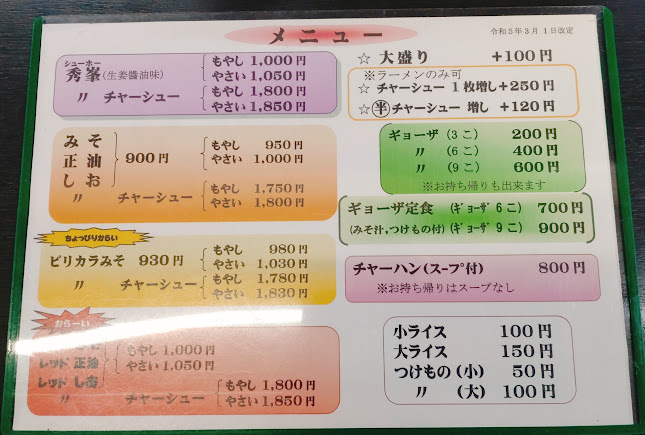 メニュー
令和5年3月1日改定
シューホー
秀峯(生姜醤油味) もやし 1,000円
やさい 1,050円
〃 チャーシュー もやし 1,800円
やさい 1,850円
みそ
正油 900円
しお
もやし 950円
やさい 1,000円
〃 チャーシュー もやし 1,750円
やさい 1,800円
ちょっぴりからい
ピリカラみそ 930円 もやし 980円
やさい 1,030円
〃 チャーシュー もやし 1,780円
やさい 1,830円
おらーい
レッド 正油
レッド しお
もやし 1,000円
やさい 1,050円
〃 チャーシュー もやし 1,800円
やさい 1,850円
☆ 大盛り +100円
※ラーメンのみ可
☆ チャーシュー 1枚増し +250円
☆ 半 チャーシュー 増し +120円
ギョーザ (3こ) 200円
〃 (6こ) 400円
〃 (9こ) 600円
※お持ち帰りも出来ます
ギョーザ定食 (ギョーザ 6こ) 700円
(みそ汁,つけもの付) (ギョーザ 9こ) 900円
チャーハン(スープ付) 800円
※お持ち帰りはスープなし
小ライス 100円
大ライス 150円
つけもの (小) 50円
〃 (大) 100円